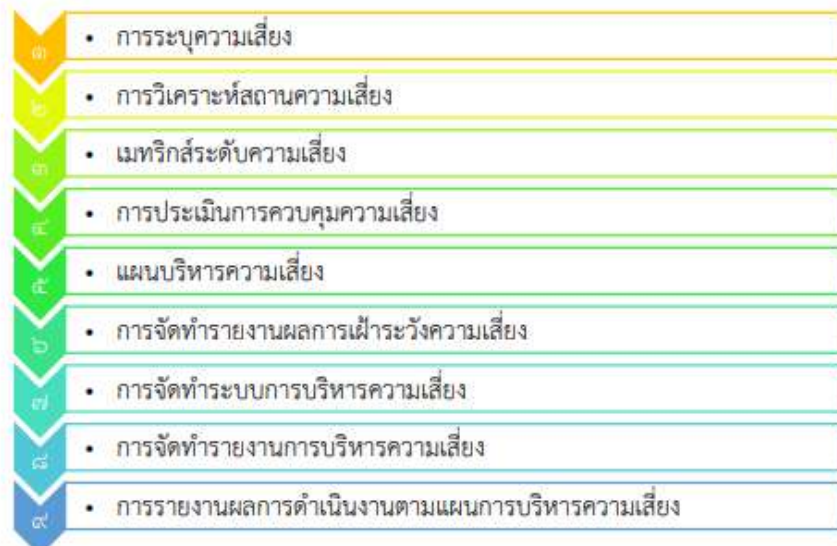 ๑ • การระบุความเสี่ยง
๒ • การวิเคราะห์สถานความเสี่ยง
๓ • เมทริกส์ระดับความเสี่ยง
๔ • การประเมินการควบคุมความเสี่ยง
๕ • แผนบริหารความเสี่ยง
๖ • การจัดทำรายงานผลการเฝ้าระวังความเสี่ยง
๗ • การจัดทำระบบการบริหารความเสี่ยง
๘ • การจัดทำรายงานการบริหารความเสี่ยง
๙ • การรายงานผลการดำเนินงานตามแผนการบริหารความเสี่ยง